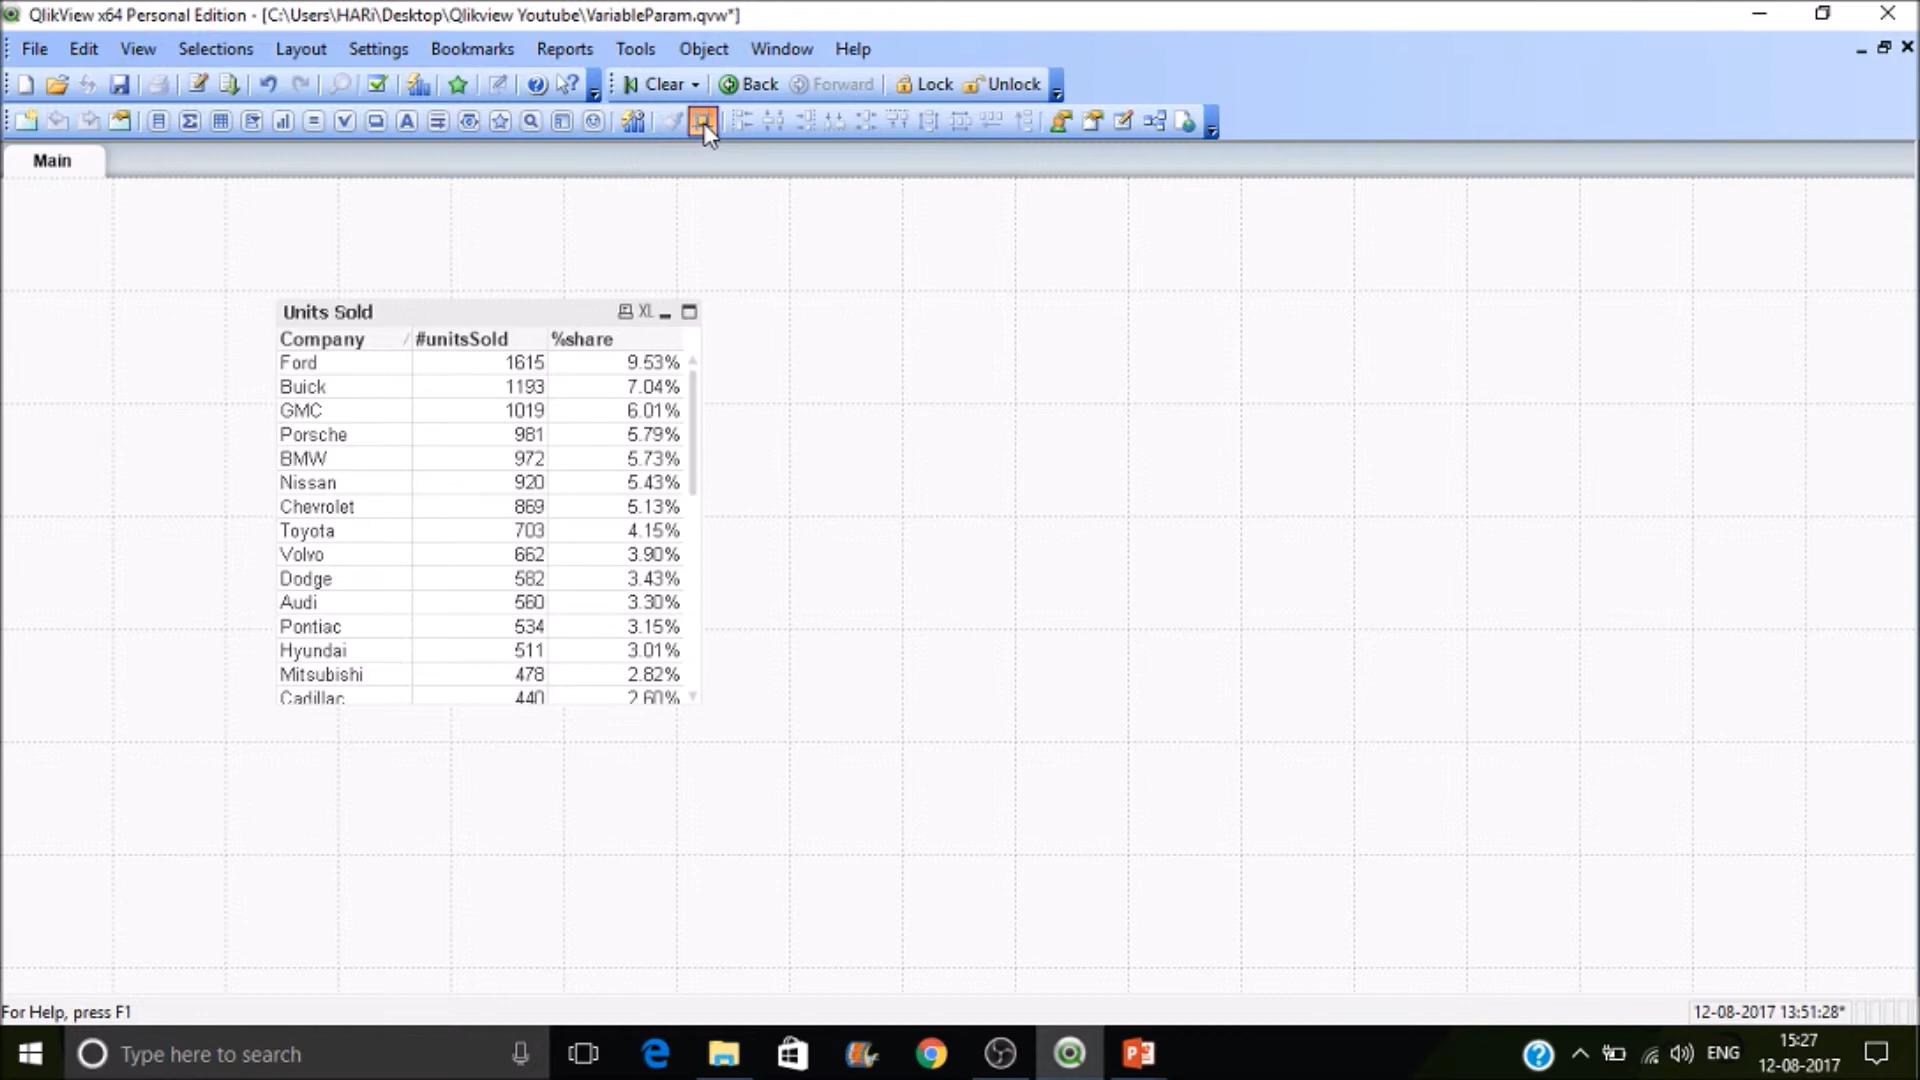 QlikView x64 Personal Edition - [C:\Users\HARi\Desktop\Qlikview Youtube\VariableParam.qvw*]
File Edit View Selections Layout Settings Bookmarks Reports Tools Object Window Help
Clear Back Forward Lock Unlock
Main
Units Sold XL
Company #unitsSold %share
Ford 1615 9.53%
Buick 1193 7.04%
GMC 1019 6.01%
Porsche 981 5.79%
BMW 972 5.73%
Nissan 920 5.43%
Chevrolet 869 5.13%
Toyota 703 4.15%
Volvo 662 3.90%
Dodge 582 3.43%
Audi 560 3.30%
Pontiac 534 3.15%
Hyundai 511 3.01%
Mitsubishi 478 2.82%
Cadillac 440 2.60%
For Help, press F1
12-08-2017 13:51:28*
Type here to search
ENG
15:27
12-08-2017